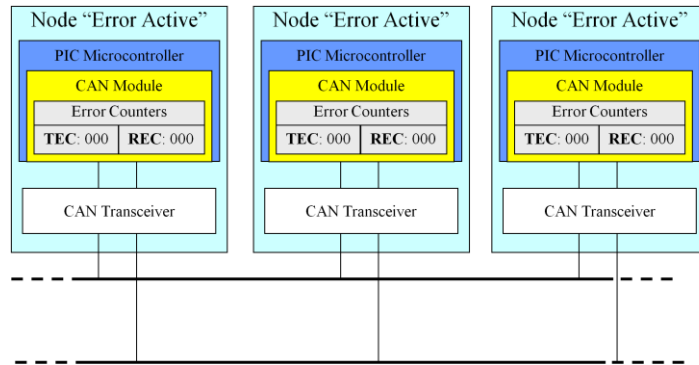 Node “Error Active”
PIC Microcontroller
CAN Module
Error Counters
TEC: 000 REC: 000
CAN Transceiver
Node “Error Active”
PIC Microcontroller
CAN Module
Error Counters
TEC: 000 REC: 000
CAN Transceiver
Node “Error Active”
PIC Microcontroller
CAN Module
Error Counters
TEC: 000 REC: 000
CAN Transceiver